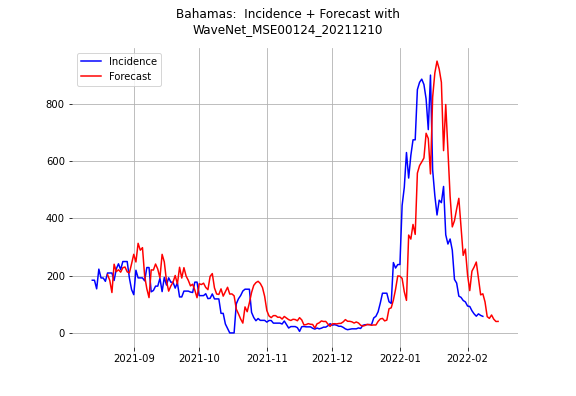 Bahamas:  Incidence + Forecast with
WaveNet_MSE00124_20211210
Incidence
Forecast
800
600
400
200
0
2021-09 2021-10 2021-11 2021-12 2022-01 2022-02